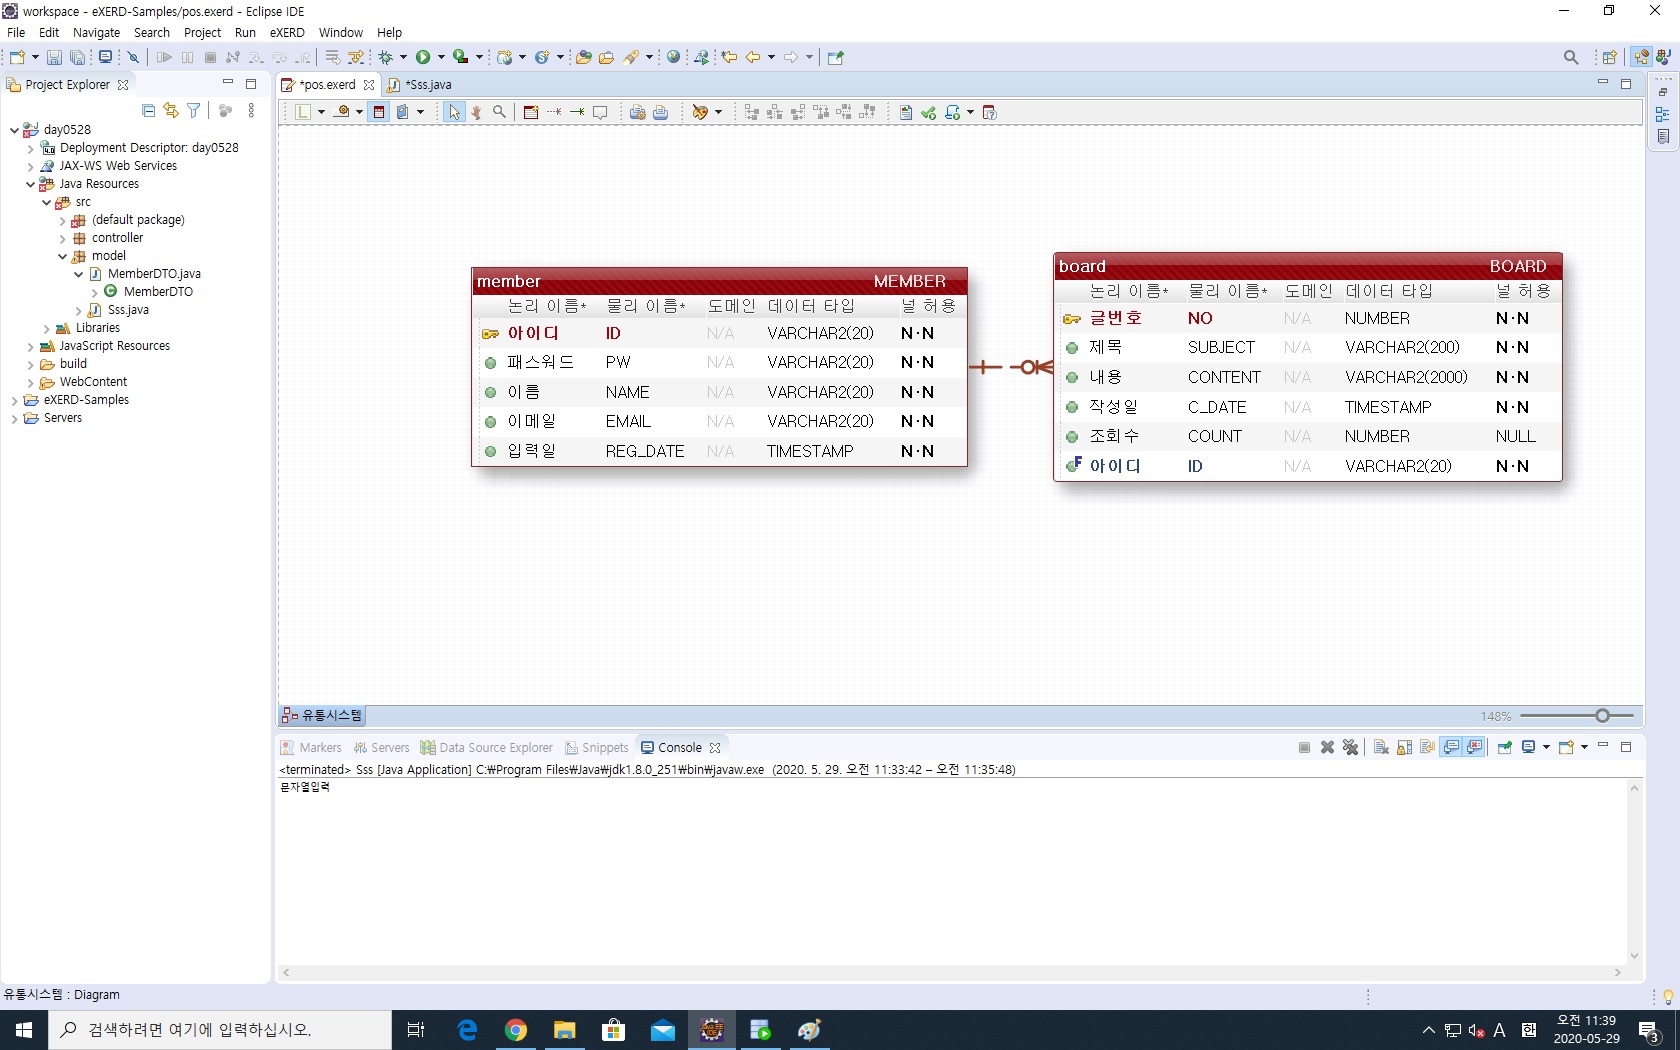 workspace - eXERD-Samples/pos.exerd - Eclipse IDE
File Edit Navigate Search Project Run eXERD Window Help
Project Explorer
*pos.exerd
*Sss.java
day0528
Deployment Descriptor: day0528
JAX-WS Web Services
Java Resources
src
(default package)
controller
model
MemberDTO.java
MemberDTO
Sss.java
Libraries
JavaScript Resources
build
WebContent
eXERD-Samples
Servers
member MEMBER
논리 이름* 물리 이름* 도메인 데이터 타입 널 허용
아이디 ID N/A VARCHAR2(20) N·N
패스워드 PW N/A VARCHAR2(20) N·N
이름 NAME N/A VARCHAR2(20) N·N
이메일 EMAIL N/A VARCHAR2(20) N·N
입력일 REG_DATE N/A TIMESTAMP N·N
board BOARD
논리 이름* 물리 이름* 도메인 데이터 타입 널 허용
글번호 NO N/A NUMBER N·N
제목 SUBJECT N/A VARCHAR2(200) N·N
내용 CONTENT N/A VARCHAR2(2000) N·N
작성일 C_DATE N/A TIMESTAMP N·N
조회수 COUNT N/A NUMBER NULL
아이디 ID N/A VARCHAR2(20) N·N
유통시스템
148%
Markers Servers Data Source Explorer Snippets Console
<terminated> Sss [Java Application] C:₩Program Files₩Java₩jdk1.8.0_251₩bin₩javaw.exe (2020. 5. 29. 오전 11:33:42 – 오전 11:35:48)
문자열입력
유통시스템 : Diagram
검색하려면 여기에 입력하십시오.
A 한
오전 11:39
2020-05-29
3